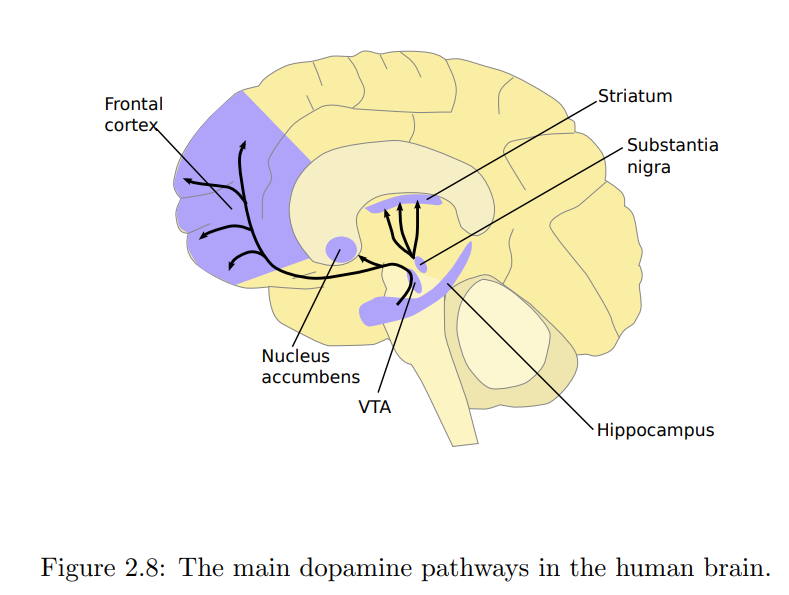 Frontal
cortex
Striatum
Substantia
nigra
Nucleus
accumbens
VTA
Hippocampus
Figure 2.8: The main dopamine pathways in the human brain.